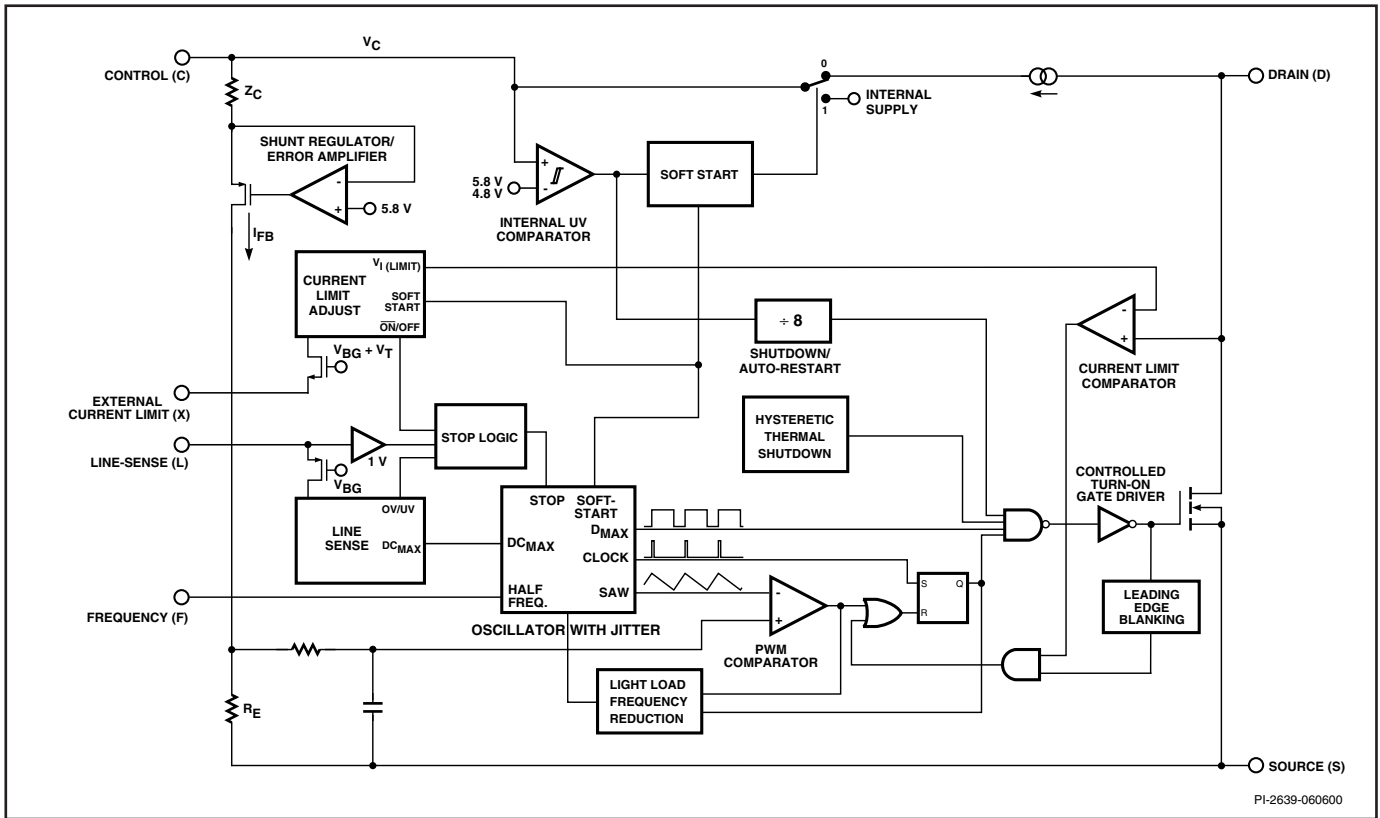 V_C
CONTROL (C)
Z_C
0
1
INTERNAL
SUPPLY
DRAIN (D)
SHUNT REGULATOR/
ERROR AMPLIFIER
-
+
5.8 V
I_FB
+
-
5.8 V
4.8 V
INTERNAL UV
COMPARATOR
SOFT START
CURRENT
LIMIT
ADJUST
V_I (LIMIT)
SOFT
START
O̅N̅/OFF
÷ 8
SHUTDOWN/
AUTO-RESTART
-
+
CURRENT LIMIT
COMPARATOR
V_BG + V_T
EXTERNAL
CURRENT LIMIT (X)
HYSTERETIC
THERMAL
SHUTDOWN
STOP LOGIC
LINE-SENSE (L)
1 V
V_BG
CONTROLLED
TURN-ON
GATE DRIVER
OV/UV
LINE
SENSE
DC_MAX
STOP
SOFT-
START
D_MAX
DC_MAX
CLOCK
HALF
FREQ.
SAW
OSCILLATOR WITH JITTER
FREQUENCY (F)
-
+
PWM
COMPARATOR
S
Q
R
LEADING
EDGE
BLANKING
LIGHT LOAD
FREQUENCY
REDUCTION
R_E
SOURCE (S)
PI-2639-060600